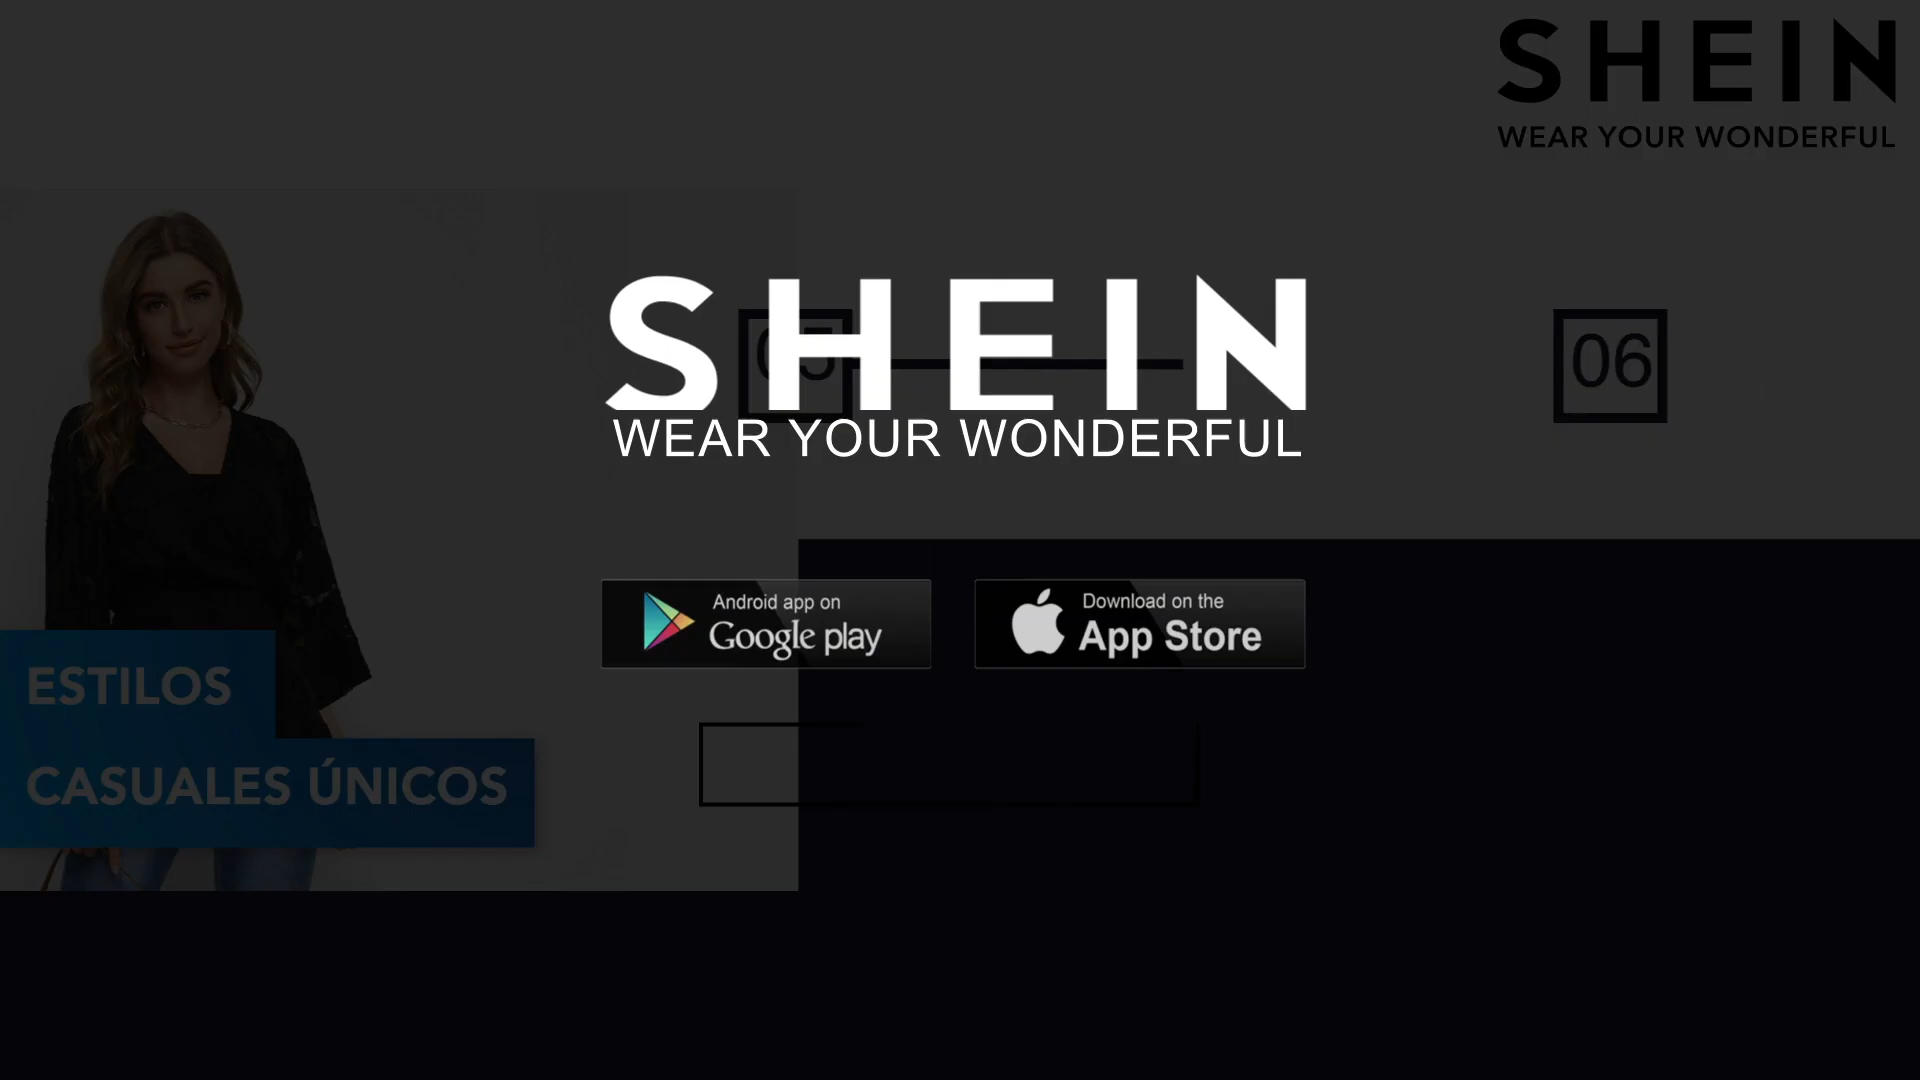 SHEIN
WEAR YOUR WONDERFUL
SHEIN
WEAR YOUR WONDERFUL
05
06
Android app on
Google play
Download on the
App Store
ESTILOS
CASUALES ÚNICOS